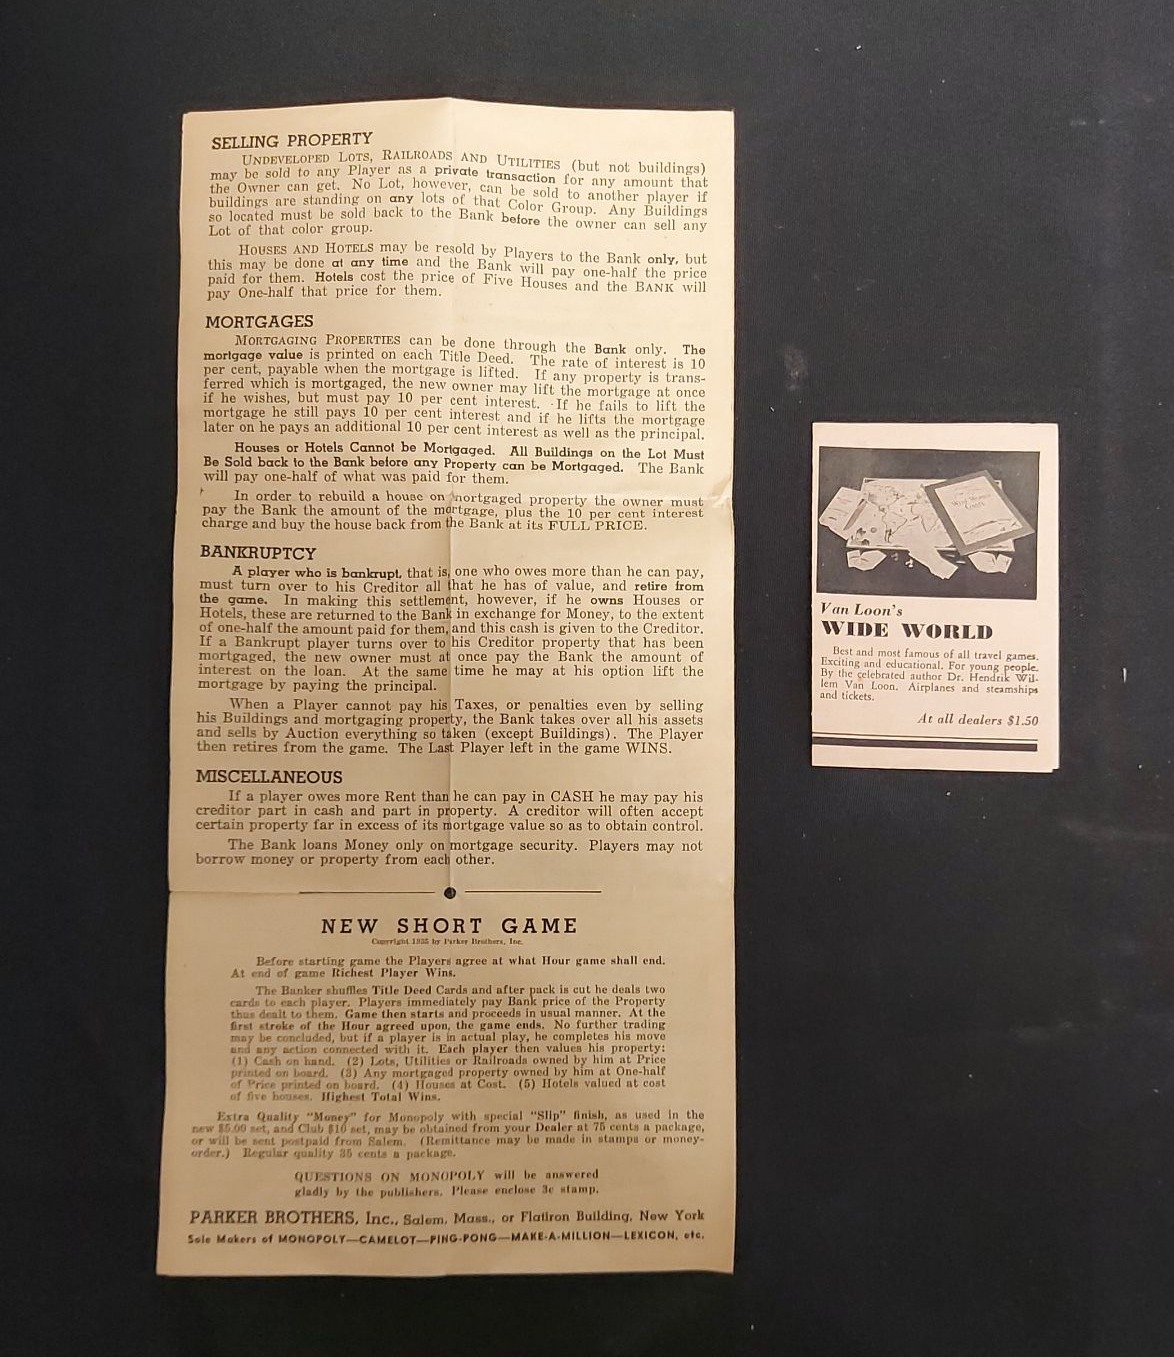 SELLING PROPERTY
UNDEVELOPED LOTS, RAILROADS AND UTILITIES (but not buildings)
may be sold to any Player as a private transaction for any amount that
the Owner can get. No Lot, however, can be sold to another player if
buildings are standing on any lots of that Color Group. Any Buildings
so located must be sold back to the Bank before the owner can sell any
Lot of that color group.
HOUSES AND HOTELS may be resold by Players to the Bank only, but
this may be done at any time and the Bank will pay one-half the price
paid for them. Hotels cost the price of Five Houses and the BANK will
pay One-half that price for them.
MORTGAGES
MORTGAGING PROPERTIES can be done through the Bank only. The
mortgage value is printed on each Title Deed. The rate of interest is 10
per cent, payable when the mortgage is lifted. If any property is trans-
ferred which is mortgaged, the new owner may lift the mortgage at once
if he wishes, but must pay 10 per cent interest. If he fails to lift the
mortgage he still pays 10 per cent interest and if he lifts the mortgage
later on he pays an additional 10 per cent interest as well as the principal.
Houses or Hotels Cannot be Mortgaged. All Buildings on the Lot Must
Be Sold back to the Bank before any Property can be Mortgaged. The Bank
will pay one-half of what was paid for them.
In order to rebuild a house on mortgaged property the owner must
pay the Bank the amount of the mortgage, plus the 10 per cent interest
charge and buy the house back from the Bank at its FULL PRICE.
BANKRUPTCY
A player who is bankrupt, that is, one who owes more than he can pay,
must turn over to his Creditor all that he has of value, and retire from
the game. In making this settlement, however, if he owns Houses or
Hotels, these are returned to the Bank in exchange for Money, to the extent
of one-half the amount paid for them, and this cash is given to the Creditor.
If a Bankrupt player turns over to his Creditor property that has been
mortgaged, the new owner must at once pay the Bank the amount of
interest on the loan. At the same time he may at his option lift the
mortgage by paying the principal.
When a Player cannot pay his Taxes, or penalties even by selling
his Buildings and mortgaging property, the Bank takes over all his assets
and sells by Auction everything so taken (except Buildings). The Player
then retires from the game. The Last Player left in the game WINS.
MISCELLANEOUS
If a player owes more Rent than he can pay in CASH he may pay his
creditor part in cash and part in property. A creditor will often accept
certain property far in excess of its mortgage value so as to obtain control.
The Bank loans Money only on mortgage security. Players may not
borrow money or property from each other.
NEW SHORT GAME
Copyright 1935 by Parker Brothers, Inc.
Before starting game the Players agree at what Hour game shall end.
At end of game Richest Player Wins.
The Banker shuffles Title Deed Cards and after pack is cut he deals two
cards to each player. Players immediately pay Bank price of the Property
thus dealt to them. Game then starts and proceeds in usual manner. At the
first stroke of the Hour agreed upon, the game ends. No further trading
may be concluded, but if a player is in actual play, he completes his move
and any action connected with it. Each player then values his property:
(1) Cash on hand. (2) Lots, Utilities or Railroads owned by him at Price
printed on board. (3) Any mortgaged property owned by him at One-half
of Price printed on board. (4) Houses at Cost. (5) Hotels valued at cost
of five houses. Highest Total Wins.
Extra Quality "Money" for Monopoly with special "Slip" finish, as used in the
new $5.00 set, and Club $10 set, may be obtained from your Dealer at 75 cents a package,
or will be sent postpaid from Salem. (Remittance may be made in stamps or money-
order.) Regular quality 35 cents a package.
QUESTIONS ON MONOPOLY will be answered
gladly by the publishers. Please enclose 3c stamp.
PARKER BROTHERS, Inc., Salem, Mass., or Flatiron Building, New York
Sole Makers of MONOPOLY—CAMELOT—PING-PONG—MAKE-A-MILLION—LEXICON, etc.
Van Loon's
WIDE WORLD
Best and most famous of all travel games.
Exciting and educational. For young people.
By the celebrated author Dr. Hendrik Wil-
lem Van Loon. Airplanes and steamships
and tickets.
At all dealers $1.50